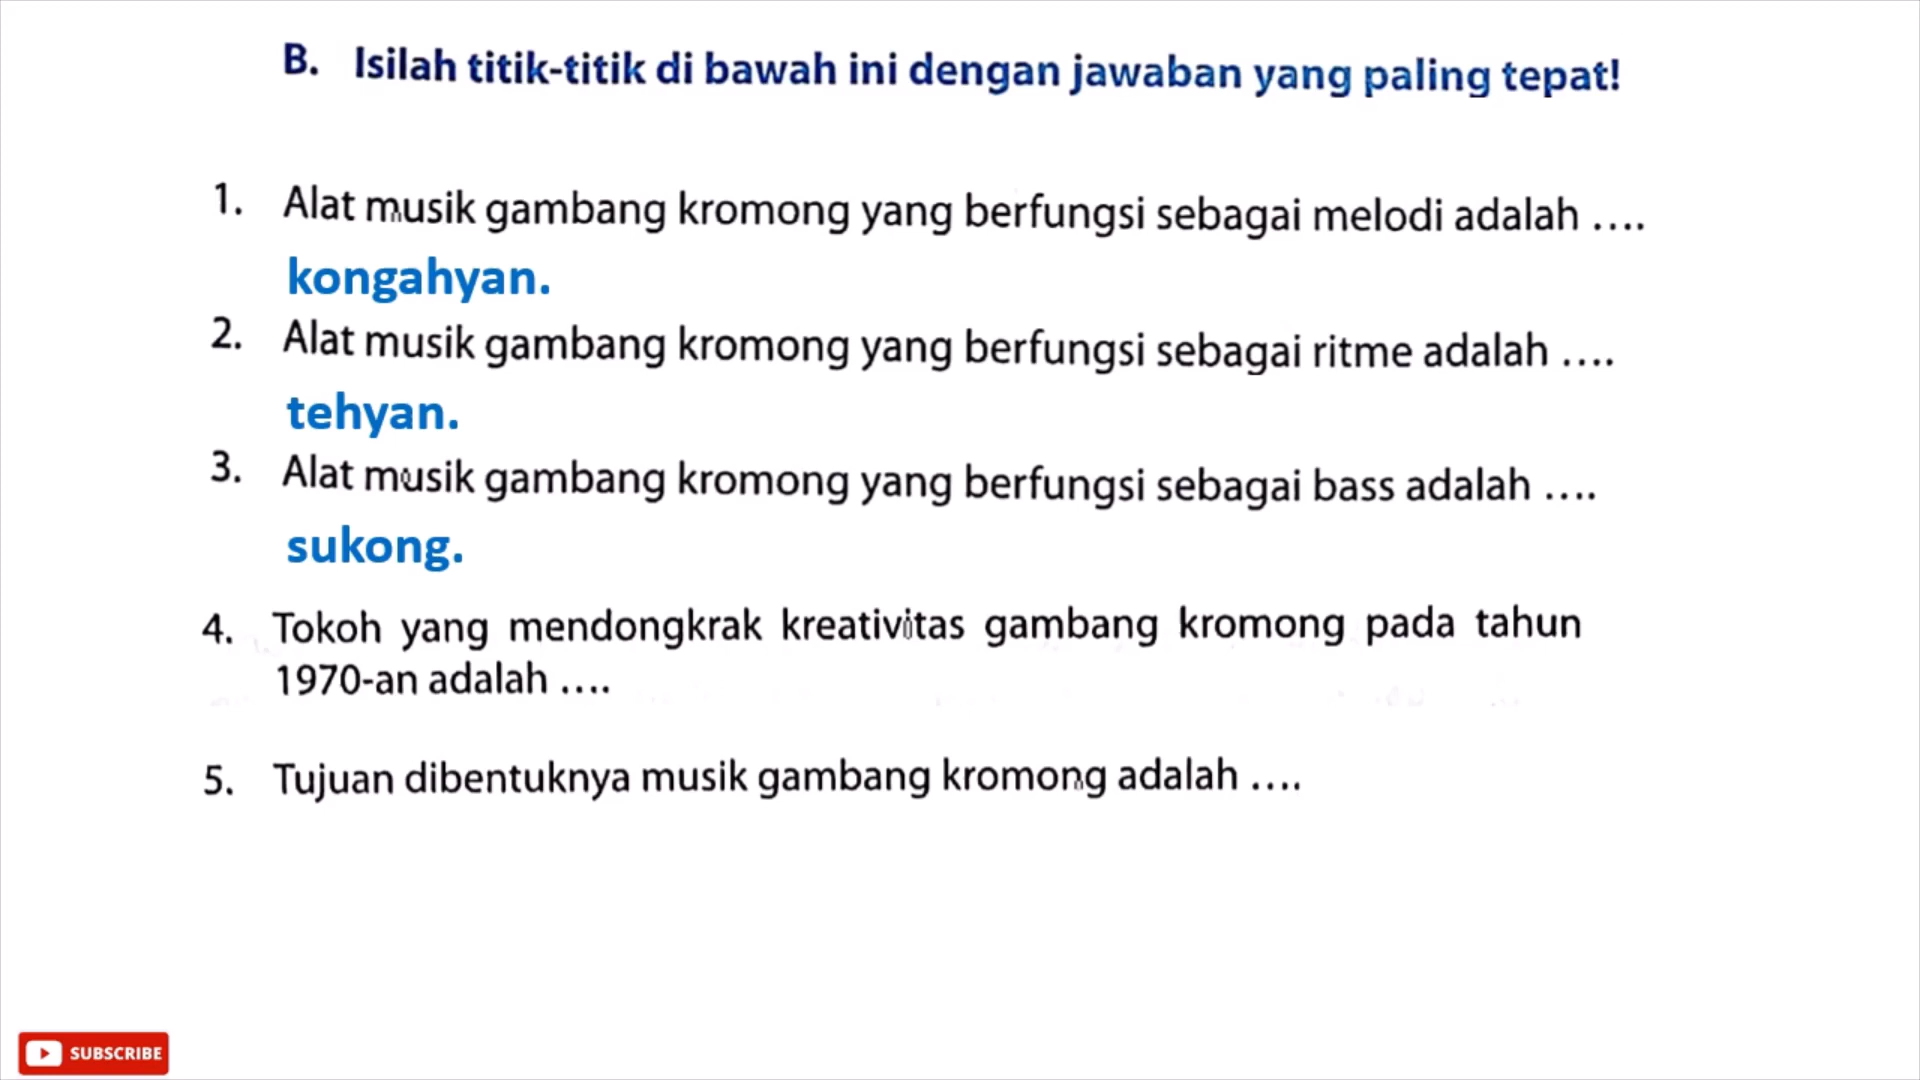 B. Isilah titik-titik di bawah ini dengan jawaban yang paling tepat!
1. Alat musik gambang kromong yang berfungsi sebagai melodi adalah ....
kongahyan.
2. Alat musik gambang kromong yang berfungsi sebagai ritme adalah ....
tehyan.
3. Alat musik gambang kromong yang berfungsi sebagai bass adalah ....
sukong.
4. Tokoh yang mendongkrak kreativitas gambang kromong pada tahun
1970-an adalah ....
5. Tujuan dibentuknya musik gambang kromong adalah ....
SUBSCRIBE